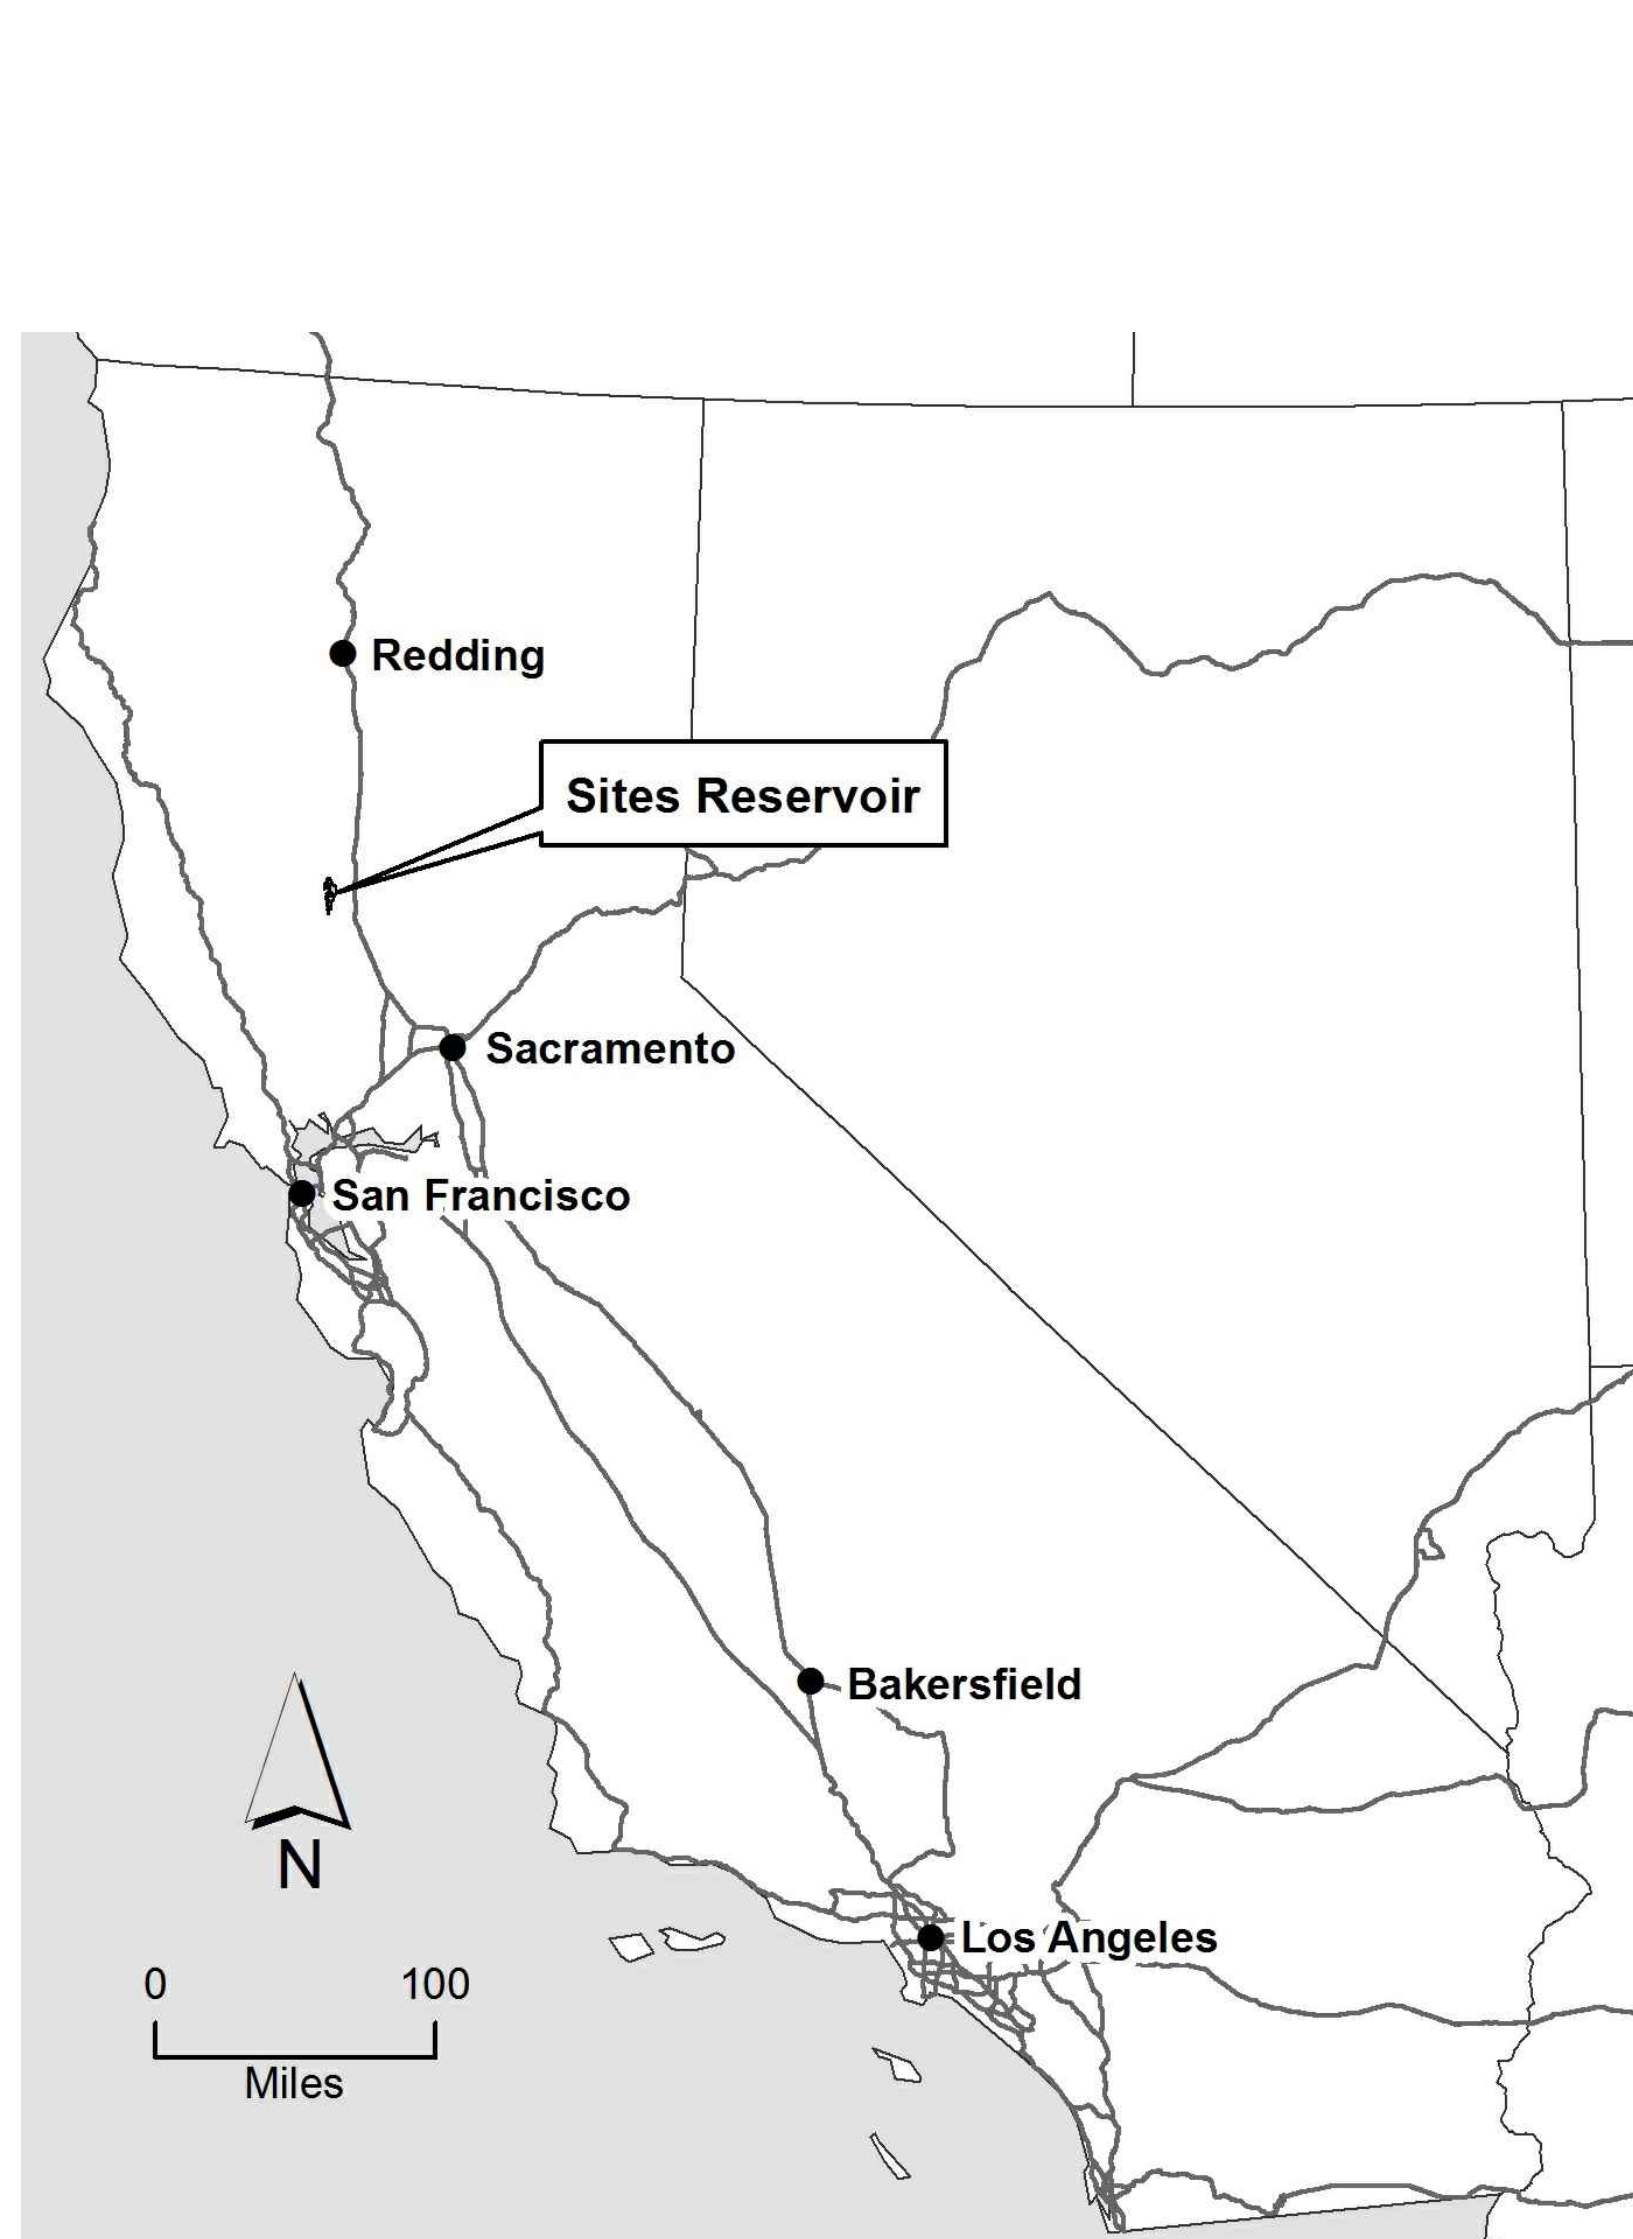 Redding
Sites Reservoir
Sacramento
San Francisco
Bakersfield
N
Los Angeles
0 100
Miles